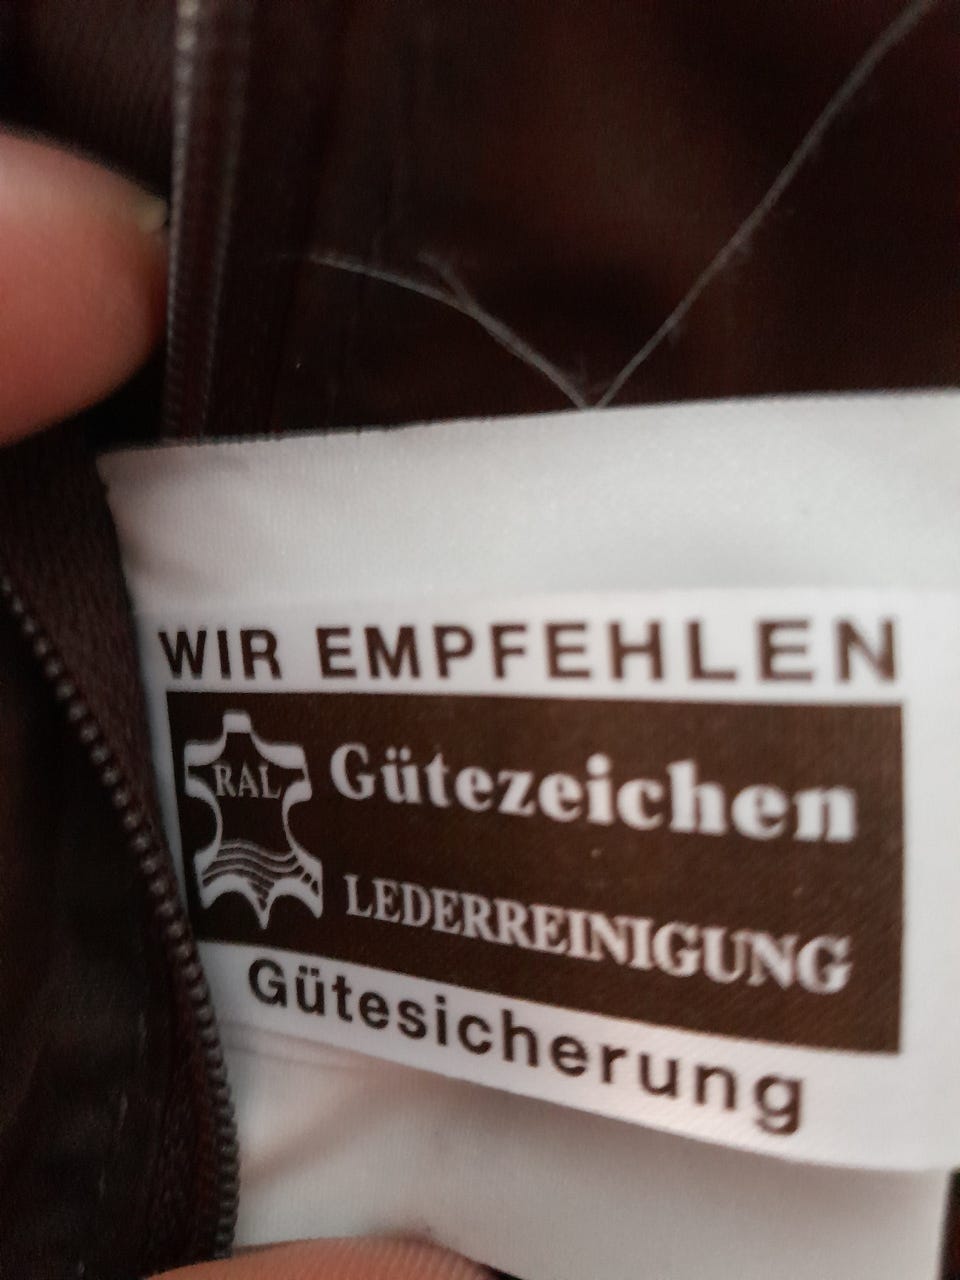 WIR EMPFEHLEN
RAL
Gütezeichen
LEDERREINIGUNG
Gütesicherung